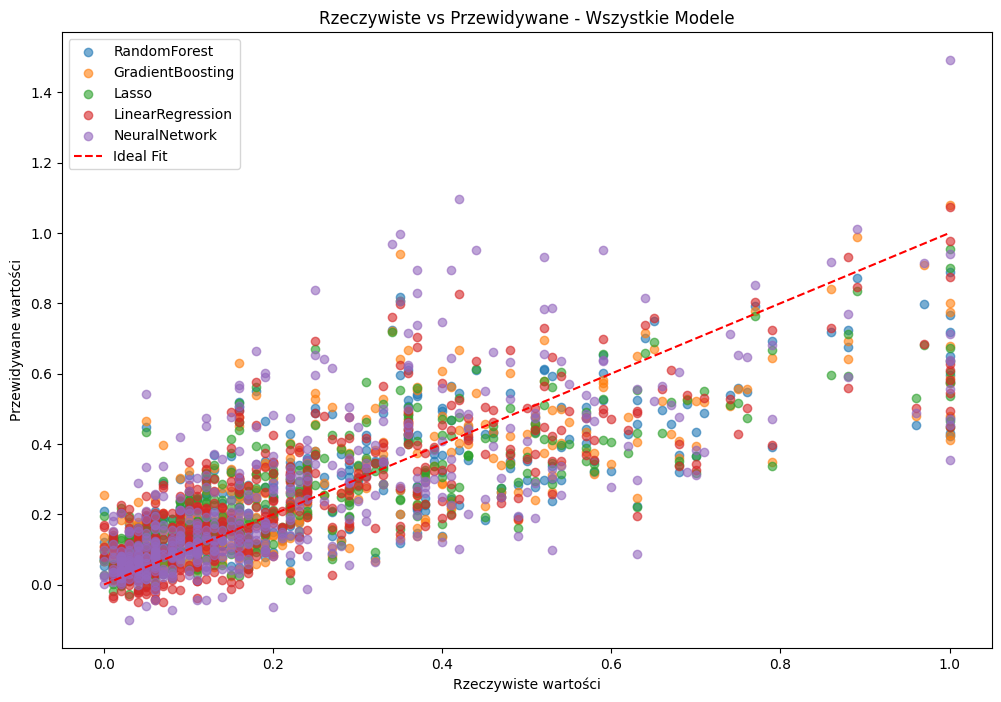 Rzeczywiste vs Przewidywane - Wszystkie Modele
RandomForest
GradientBoosting
Lasso
LinearRegression
NeuralNetwork
Ideal Fit
Przewidywane wartości
1.4
1.2
1.0
0.8
0.6
0.4
0.2
0.0
0.0 0.2 0.4 0.6 0.8 1.0
Rzeczywiste wartości